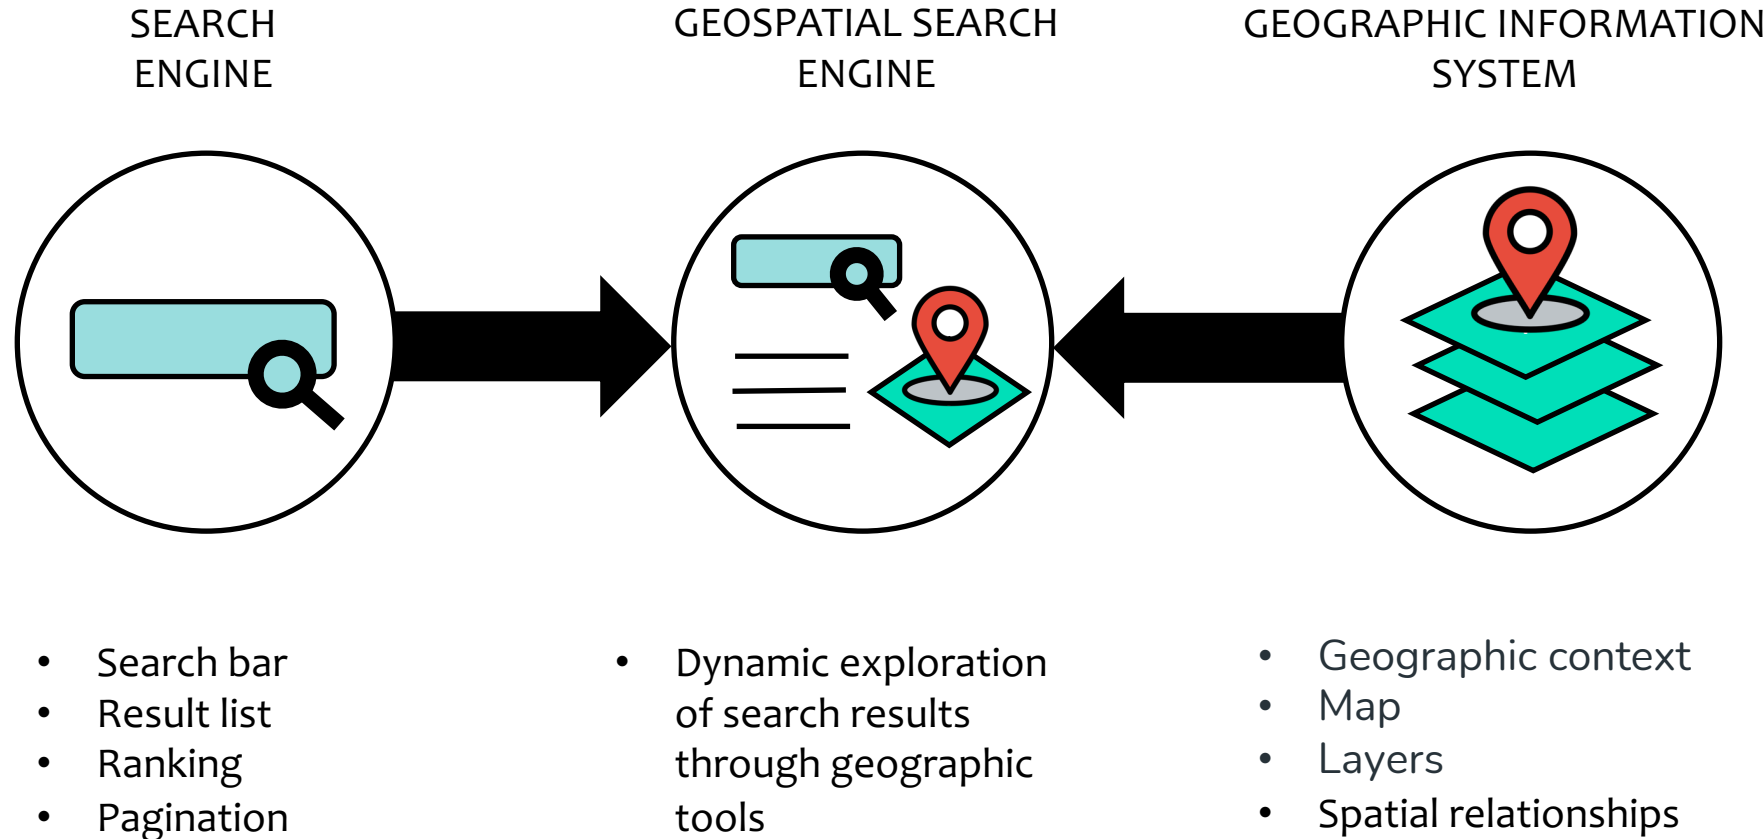 SEARCH
ENGINE
GEOSPATIAL SEARCH
ENGINE
GEOGRAPHIC INFORMATION
SYSTEM
• Search bar
• Result list
• Ranking
• Pagination
• Dynamic exploration
of search results
through geographic
tools
• Geographic context
• Map
• Layers
• Spatial relationships